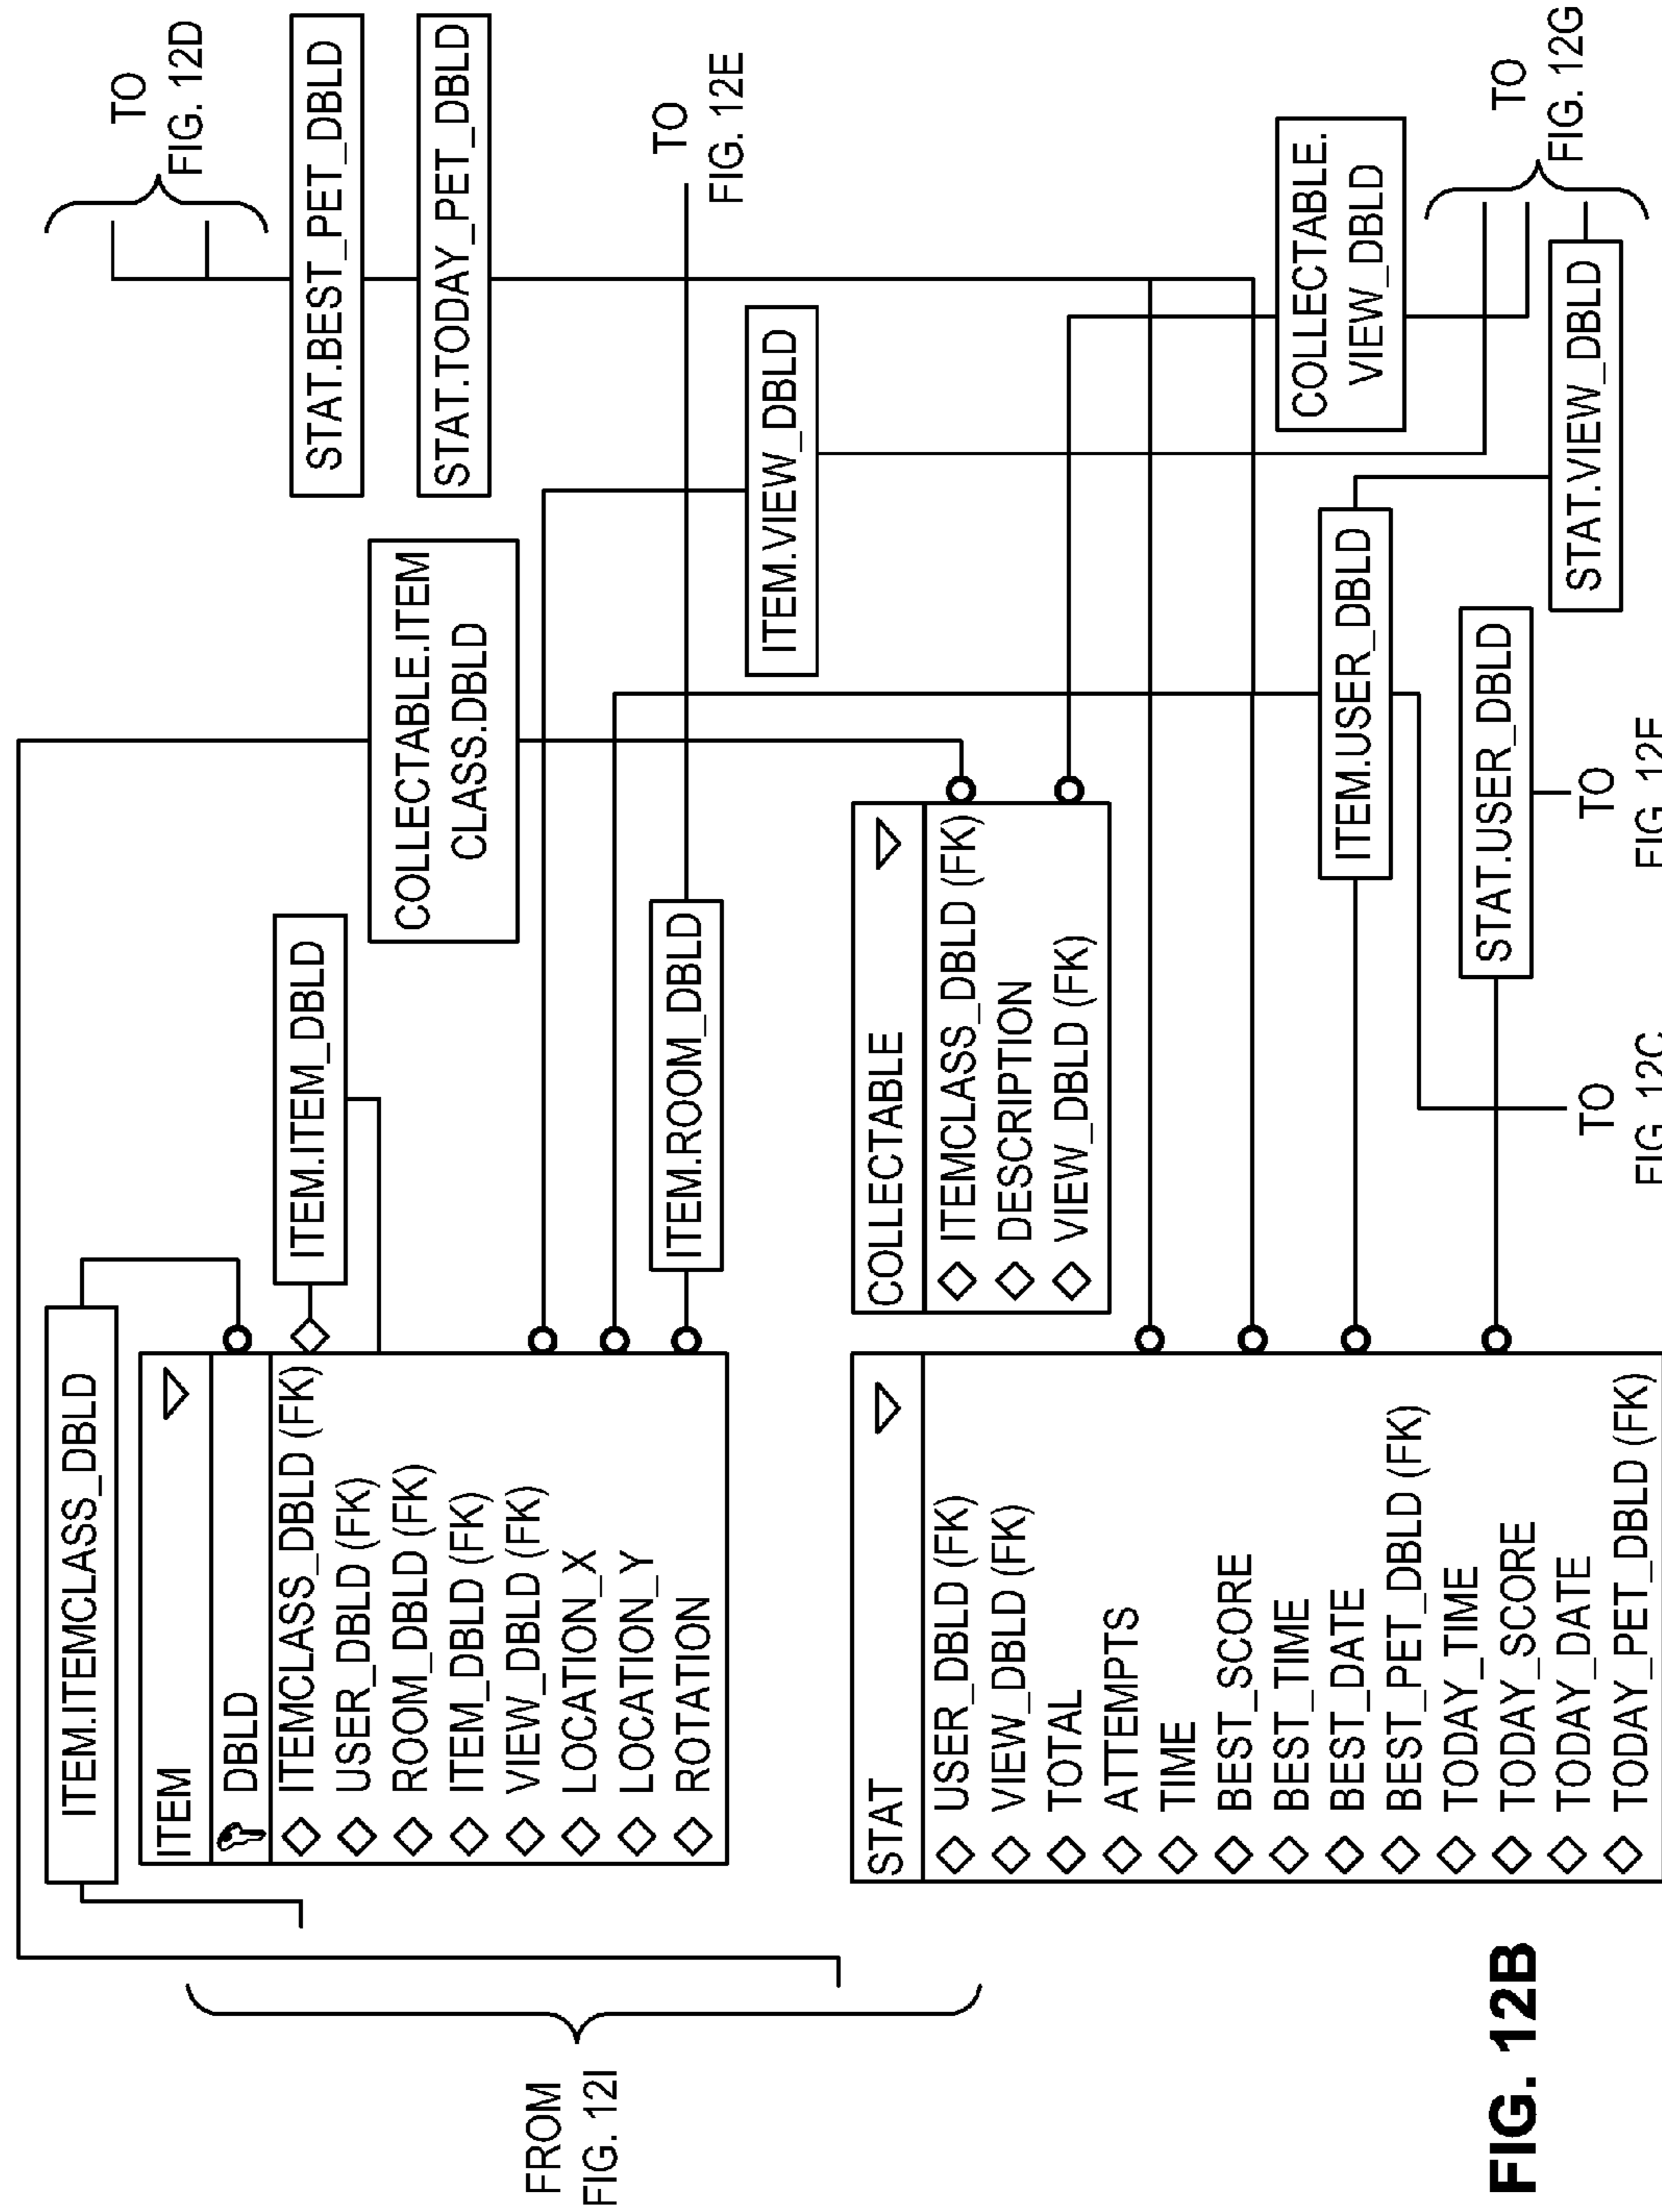 TO
FIG. 12D
STAT.BEST_PET_DBLD
STAT.TODAY_PET_DBLD
TO
FIG. 12E
ITEM.ITEMCLASS_DBLD
ITEM
DBLD
ITEMCLASS_DBLD (FK)
USER_DBLD (FK)
ROOM_DBLD (FK)
ITEM_DBLD (FK)
VIEW_DBLD (FK)
LOCATION_X
LOCATION_Y
ROTATION
ITEM.ITEM_DBLD
COLLECTABLE.ITEM
CLASS.DBLD
ITEM.ROOM_DBLD
ITEM.VIEW_DBLD
FROM
FIG. 12I
COLLECTABLE
ITEMCLASS_DBLD (FK)
DESCRIPTION
VIEW_DBLD (FK)
COLLECTABLE.
VIEW_DBLD
STAT
USER_DBLD (FK)
VIEW_DBLD (FK)
TOTAL
ATTEMPTS
TIME
BEST_SCORE
BEST_TIME
BEST_DATE
BEST_PET_DBLD (FK)
TODAY_TIME
TODAY_SCORE
TODAY_DATE
TODAY_PET_DBLD (FK)
ITEM.USER_DBLD
STAT.USER_DBLD
STAT.VIEW_DBLD
TO
FIG. 12G
TO
FIG. 12C
TO
FIG. 12F
FIG. 12B